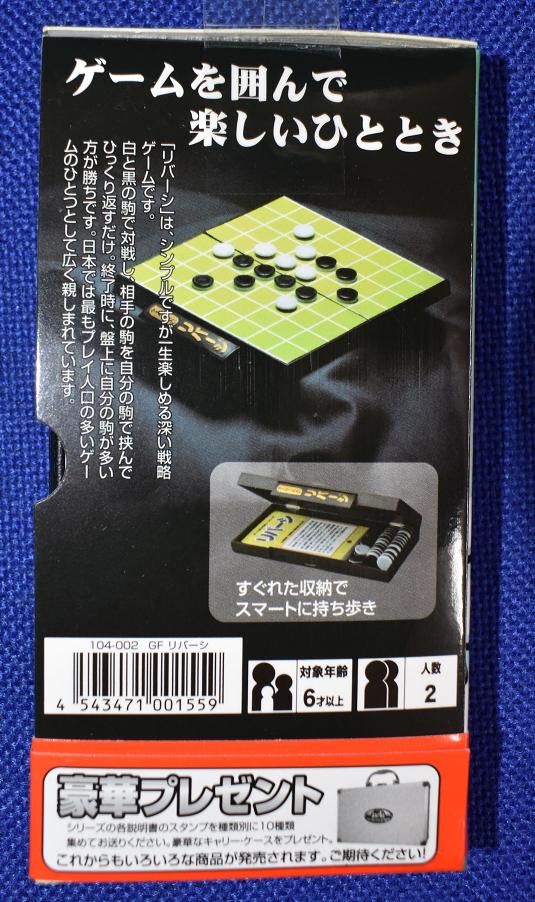 ゲームを囲んで
楽しいひととき
「リバーシ」は、シンプルですが一生楽しめる深い戦略
ゲームです。
白と黒の駒で対戦し、相手の駒を自分の駒で挟んで
ひっくり返すだけ。終了時に、盤上に自分の駒が多い
方が勝ちです。日本では最もプレイ人口の多いゲー
ムのひとつとして広く親しまれています。
リバーシ
リバーシ
すぐれた収納で
スマートに持ち歩き
104-002 GF リバーシ
4 543471 001559
対象年齢
6才以上
人数
2
豪華プレゼント
シリーズの各説明書のスタンプを種類別に10種類
集めてお送りください。豪華なキャリーケースをプレゼント。
これからもいろいろな商品が発売されます。ご期待ください!